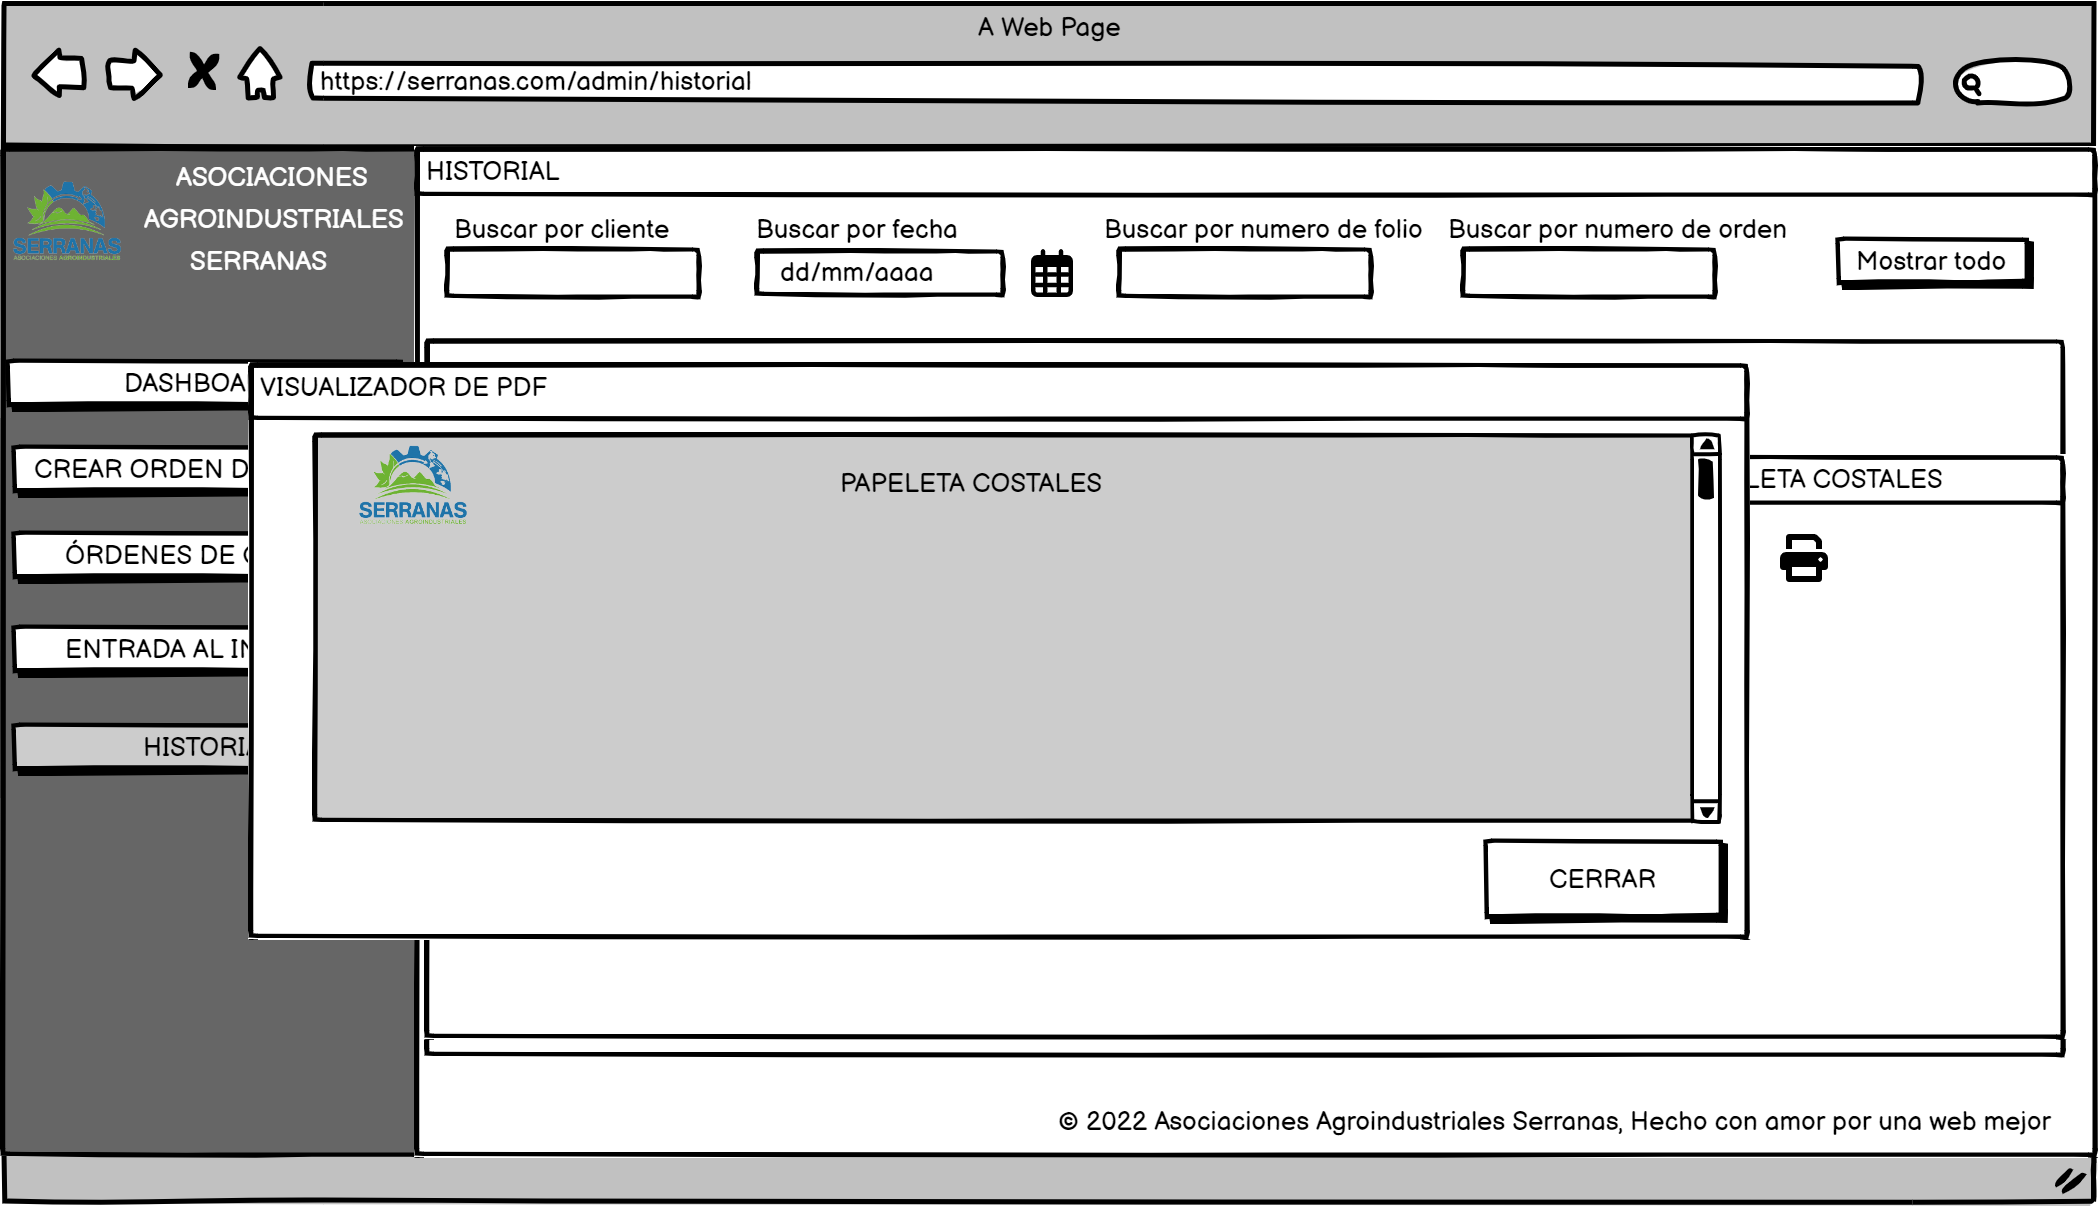 A Web Page
https://serranas.com/admin/historial
ASOCIACIONES
AGROINDUSTRIALES
SERRANAS
SERRANAS
ASOCIACIONES AGROINDUSTRIALES
HISTORIAL
Buscar por cliente
Buscar por fecha
Buscar por numero de folio
Buscar por numero de orden
dd/mm/aaaa
Mostrar todo
DASHBOA
CREAR ORDEN D
ÓRDENES DE
ENTRADA AL
HISTORIA
VISUALIZADOR DE PDF
SERRANAS
ASOCIACIONES AGROINDUSTRIALES
PAPELETA COSTALES
LETA COSTALES
CERRAR
© 2022 Asociaciones Agroindustriales Serranas, Hecho con amor por una web mejor